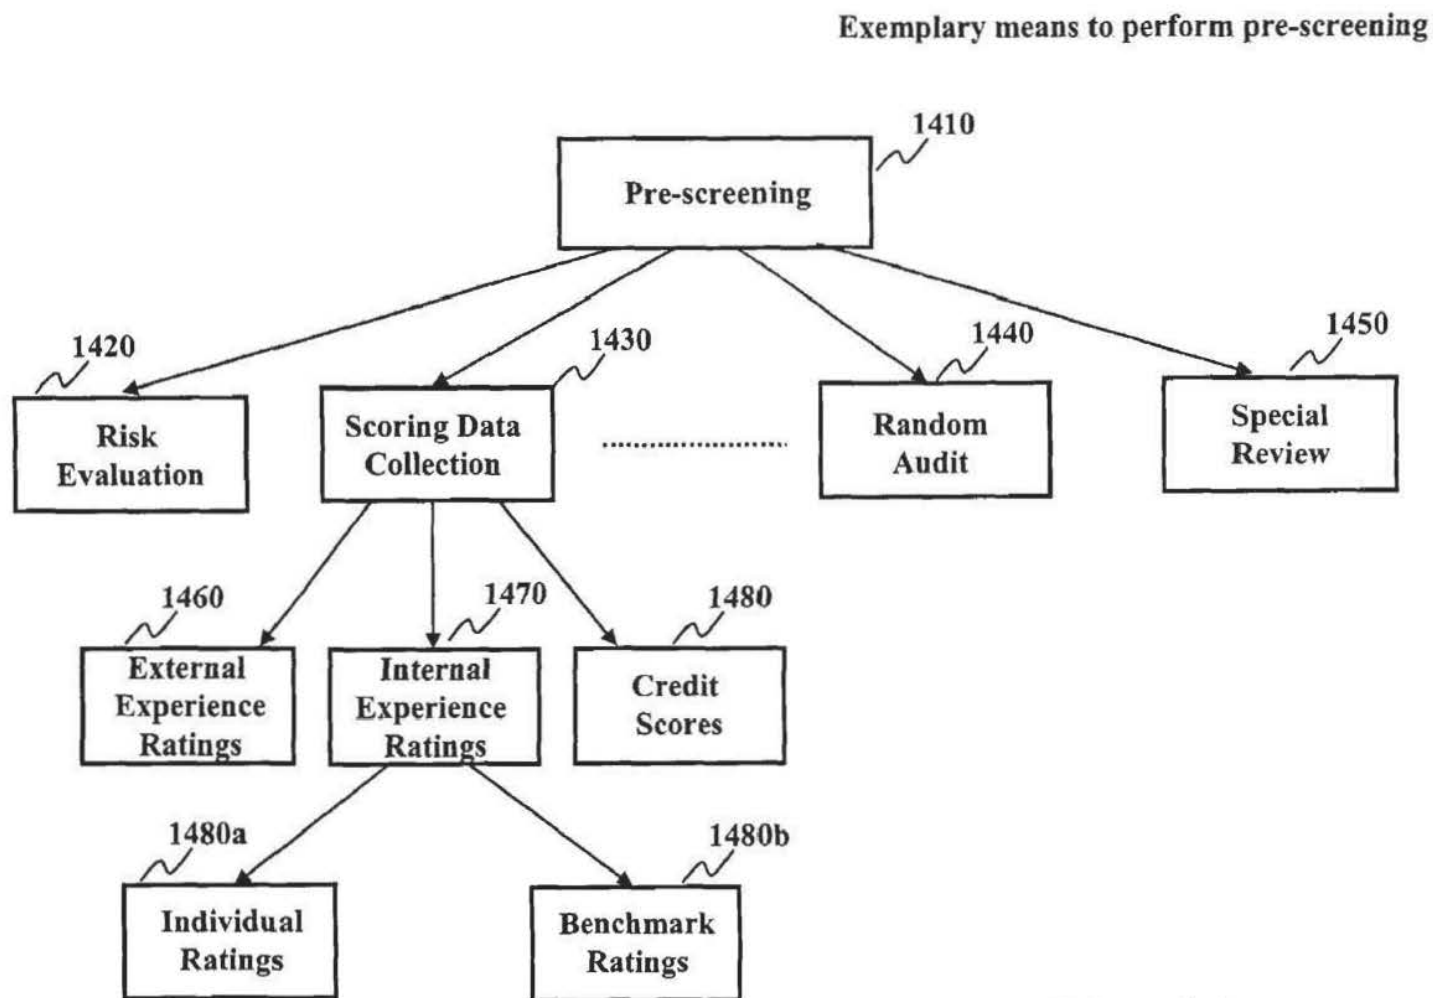 Exemplary means to perform pre-screening
1410
Pre-screening
1420
1430
1440
1450
Risk
Evaluation
Scoring Data
Collection
Random
Audit
Special
Review
1460
1470
1480
External
Experience
Ratings
Internal
Experience
Ratings
Credit
Scores
1480a
1480b
Individual
Ratings
Benchmark
Ratings